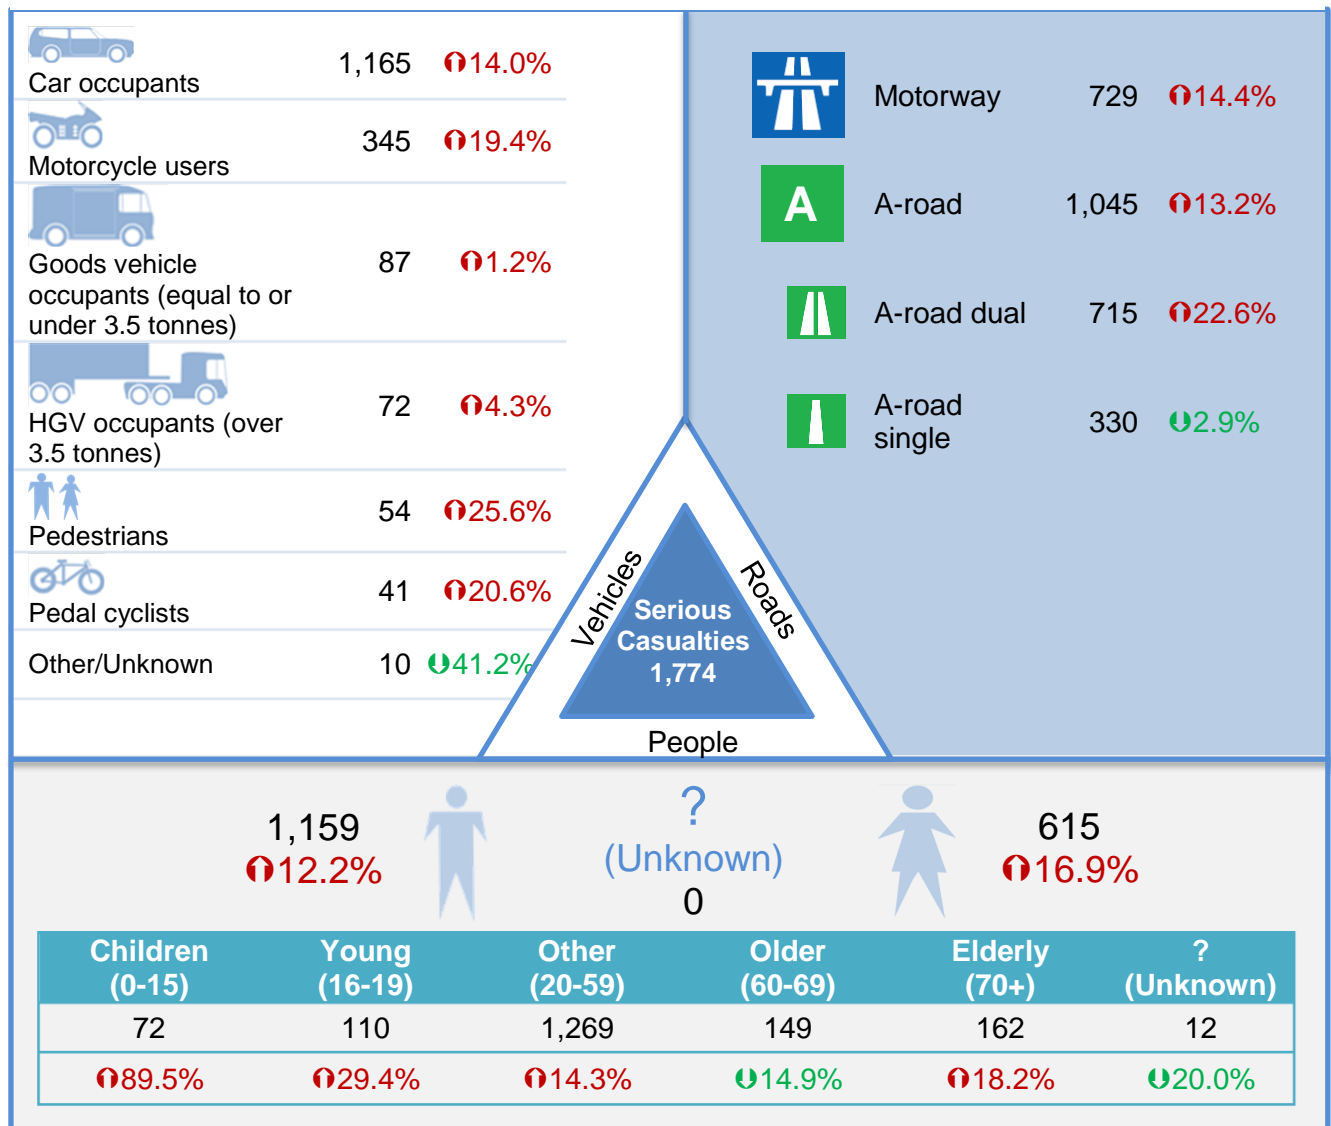 Car occupants 1,165 14.0%
Motorcycle users 345 19.4%
Goods vehicle
occupants (equal to or
under 3.5 tonnes)
87 1.2%
HGV occupants (over
3.5 tonnes)
72 4.3%
Pedestrians 54 25.6%
Pedal cyclists 41 20.6%
Other/Unknown 10 41.2%
Motorway 729 14.4%
A
A-road 1,045 13.2%
A-road dual 715 22.6%
A-road
single
330 2.9%
Vehicles
Roads
Serious
Casualties
1,774
People
1,159
12.2%
?
(Unknown)
0
615
16.9%
Children Young Other Older Elderly ?
(0-15) (16-19) (20-59) (60-69) (70+) (Unknown)
72 110 1,269 149 162 12
89.5% 29.4% 14.3% 14.9% 18.2% 20.0%